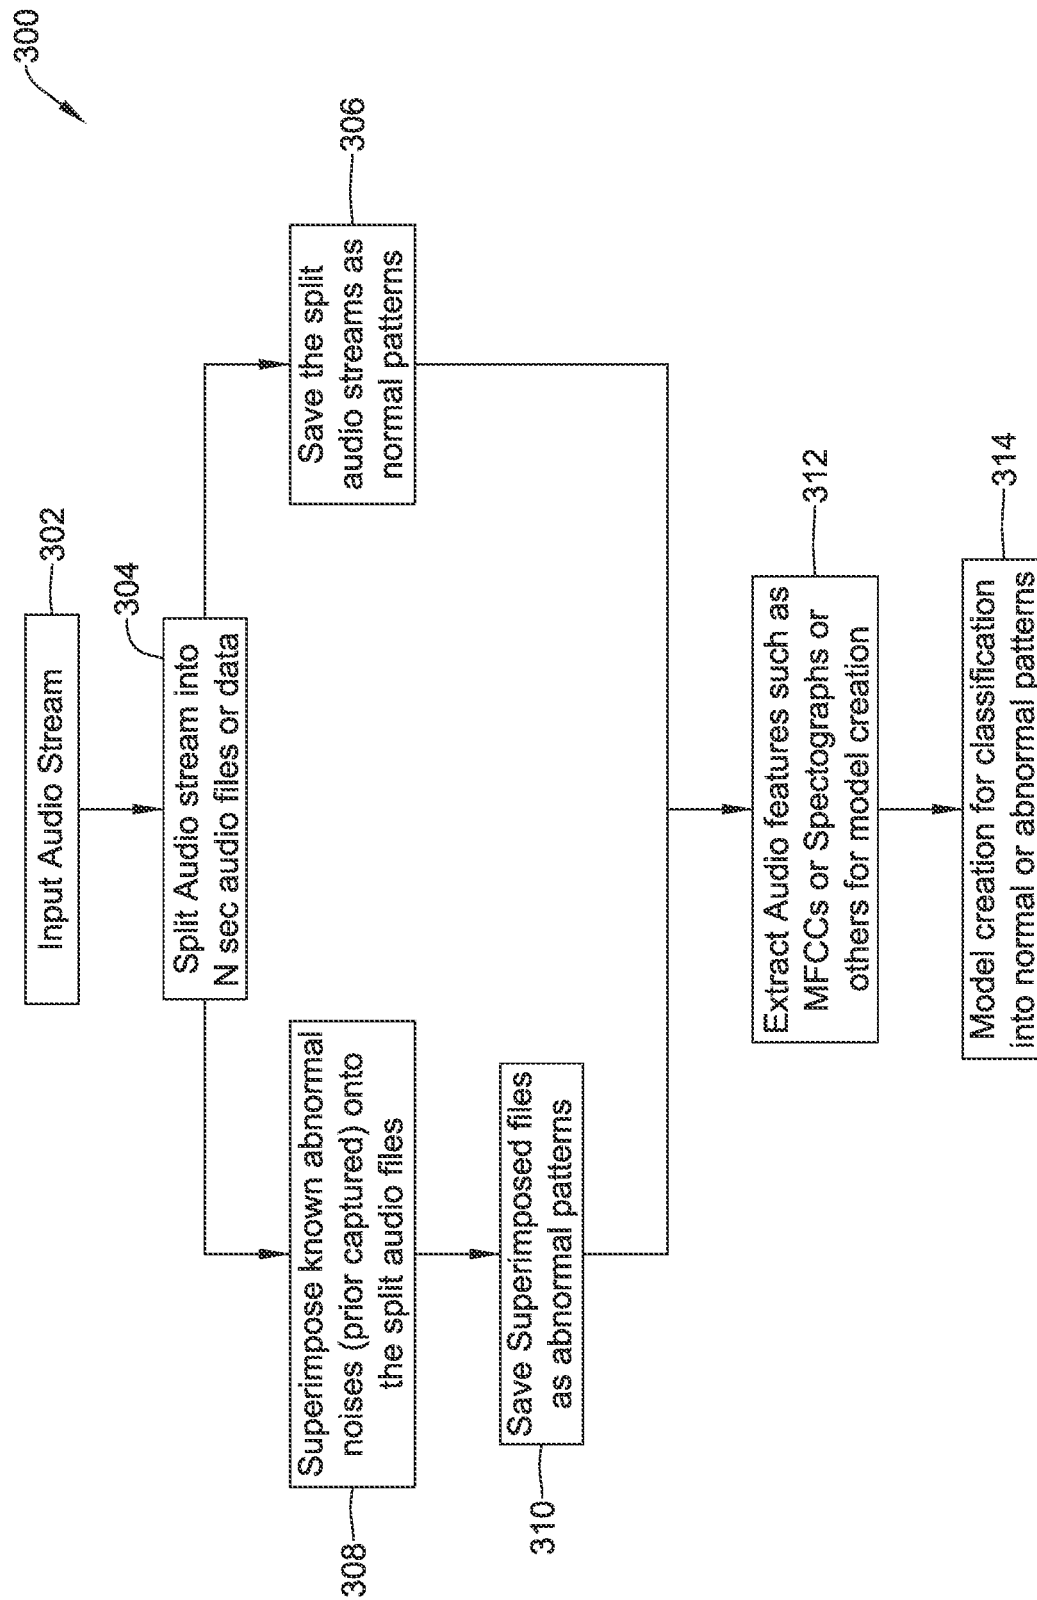 300
Input Audio Stream
302
304
Split Audio stream into
N sec audio files or data
Superimpose known abnormal
noises (prior captured) onto
the split audio files
308
Save the split
audio streams as
normal patterns
306
Save Superimposed files
as abnormal patterns
310
Extract Audio features such as
MFCCs or Spectographs or
others for model creation
312
Model creation for classification
into normal or abnormal patterns
314